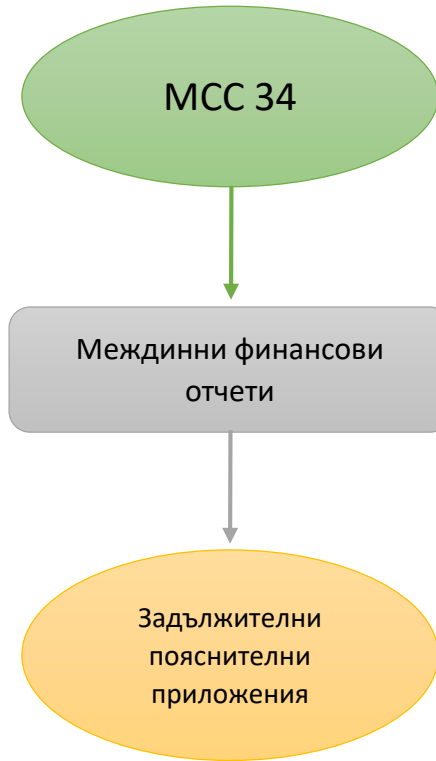 МСС 34
Междинни финансови
отчети
Задължителни
пояснителни
приложения